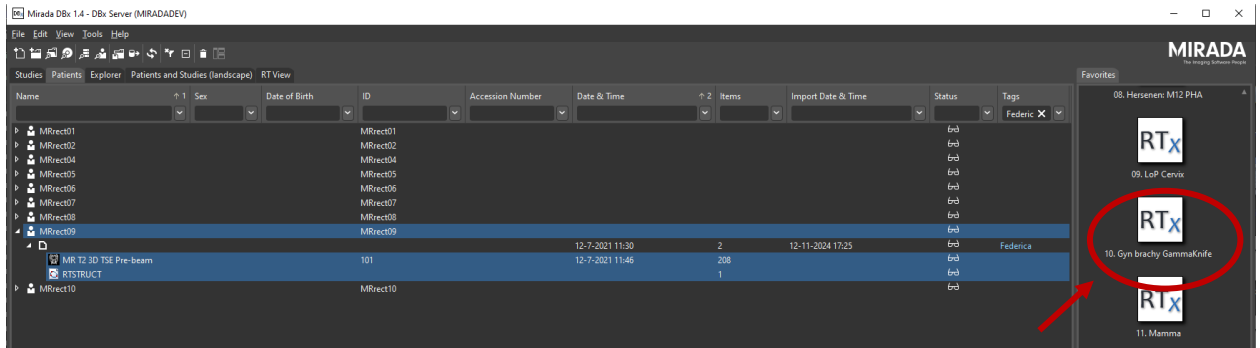 DBx Mirada DBx 1.4 - DBx Server (MIRADADEV)
File Edit View Tools Help
MIRADA
The Imaging Software People
Studies Patients Explorer Patients and Studies (landscape) RT View Favorites
Name 1 Sex Date of Birth ID Accession Number Date & Time 2 Items Import Date & Time Status Tags
Federic
MRrect01 MRrect01
MRrect02 MRrect02
MRrect04 MRrect04
MRrect05 MRrect05
MRrect06 MRrect06
MRrect07 MRrect07
MRrect08 MRrect08
MRrect09 MRrect09
12-7-2021 11:30 2 12-11-2024 17:25 Federica
MR T2 3D TSE Pre-beam 101 12-7-2021 11:46 208
RTSTRUCT 1
MRrect10 MRrect10
08. Hersenen: M12 PHA
RTx
09. LoP Cervix
RTx
10. Gyn brachy GammaKnife
RTx
11. Mamma